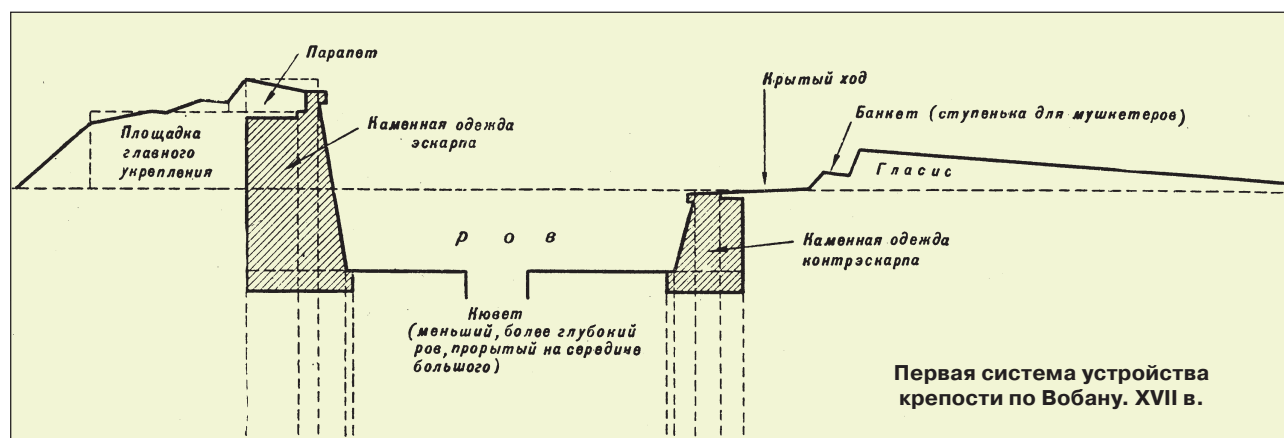 Парапет
Площадка
главного
укрепления
Каменная одежда
эскарпа
Р о в
Кювет
(меньший, более глубокий
ров, прорытый на середине
большого)
Крытый ход
Банкет (ступенька для мушкетеров)
Гласис
Каменная одежда
контрэскарпа
Первая система устройства
крепости по Вобану. XVII в.